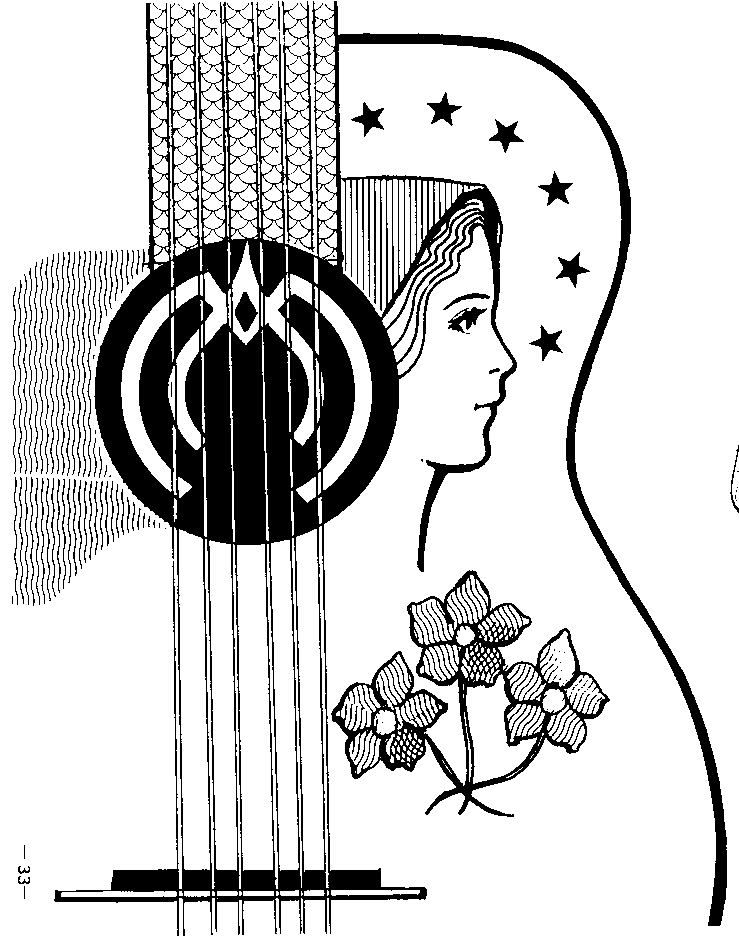 — 33 —